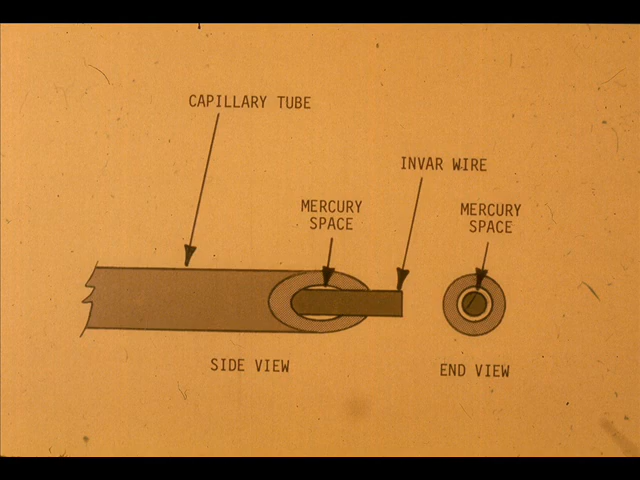 CAPILLARY TUBE
INVAR WIRE
MERCURY
SPACE
MERCURY
SPACE
SIDE VIEW
END VIEW